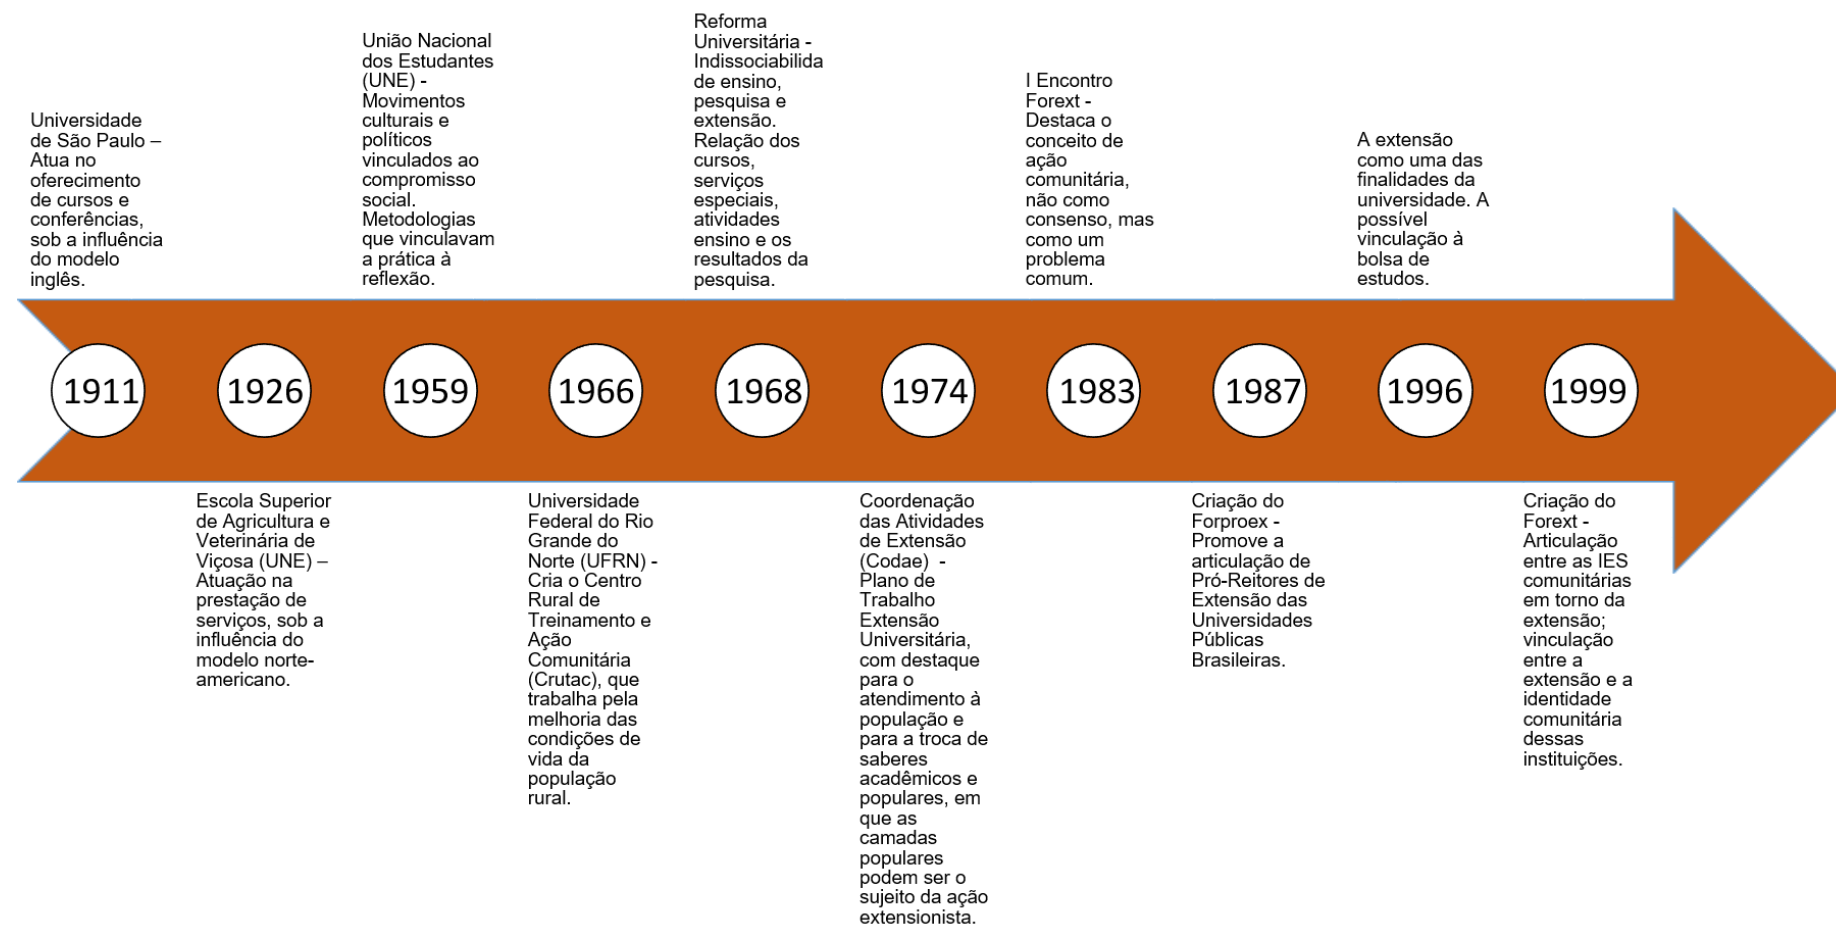 Universidade
de São Paulo –
Atua no
oferecimento
de cursos e
conferências,
sob a influência
do modelo
inglês.
União Nacional
dos Estudantes
(UNE) -
Movimentos
culturais e
políticos
vinculados ao
compromisso
social.
Metodologias
que vinculavam
a prática à
reflexão.
Reforma
Universitária -
Indissociabilida
de ensino,
pesquisa e
extensão.
Relação dos
cursos,
serviços
especiais,
atividades
ensino e os
resultados da
pesquisa.
I Encontro
Forext -
Destaca o
conceito de
ação
comunitária,
não como
consenso, mas
como um
problema
comum.
A extensão
como uma das
finalidades da
universidade. A
possível
vinculação à
bolsa de
estudos.
1911 1926 1959 1966 1968 1974 1983 1987 1996 1999
Escola Superior
de Agricultura e
Veterinária de
Viçosa (UNE) –
Atuação na
prestação de
serviços, sob a
influência do
modelo norte-
americano.
Universidade
Federal do Rio
Grande do
Norte (UFRN) -
Cria o Centro
Rural de
Treinamento e
Ação
Comunitária
(Crutac), que
trabalha pela
melhoria das
condições de
vida da
população
rural.
Coordenação
das Atividades
de Extensão
(Codae)  -
Plano de
Trabalho
Extensão
Universitária,
com destaque
para o
atendimento à
população e
para a troca de
saberes
acadêmicos e
populares, em
que as
camadas
populares
podem ser o
sujeito da ação
extensionista.
Criação do
Forproex -
Promove a
articulação de
Pró-Reitores de
Extensão das
Universidades
Públicas
Brasileiras.
Criação do
Forext -
Articulação
entre as IES
comunitárias
em torno da
extensão;
vinculação
entre a
extensão e a
identidade
comunitária
dessas
instituições.